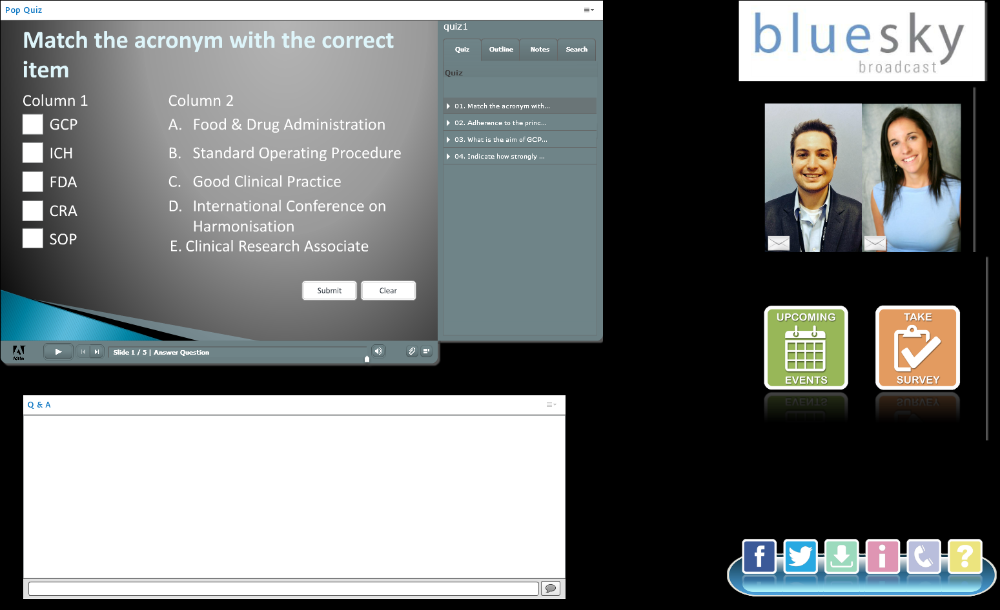 Pop Quiz
Match the acronym with the correct
item
Column 1
GCP
ICH
FDA
CRA
SOP
Column 2
A. Food & Drug Administration
B. Standard Operating Procedure
C. Good Clinical Practice
D. International Conference on
Harmonisation
E. Clinical Research Associate
Submit
Clear
Adobe
Slide 1 / 5 | Answer Question
quiz1
Quiz
Outline
Notes
Search
Quiz
01. Match the acronym with...
02. Adherence to the princ...
03. What is the aim of GCP...
04. Indicate how strongly ...
Q & A
bluesky
broadcast
UPCOMING
EVENTS
TAKE
SURVEY
f
i
?